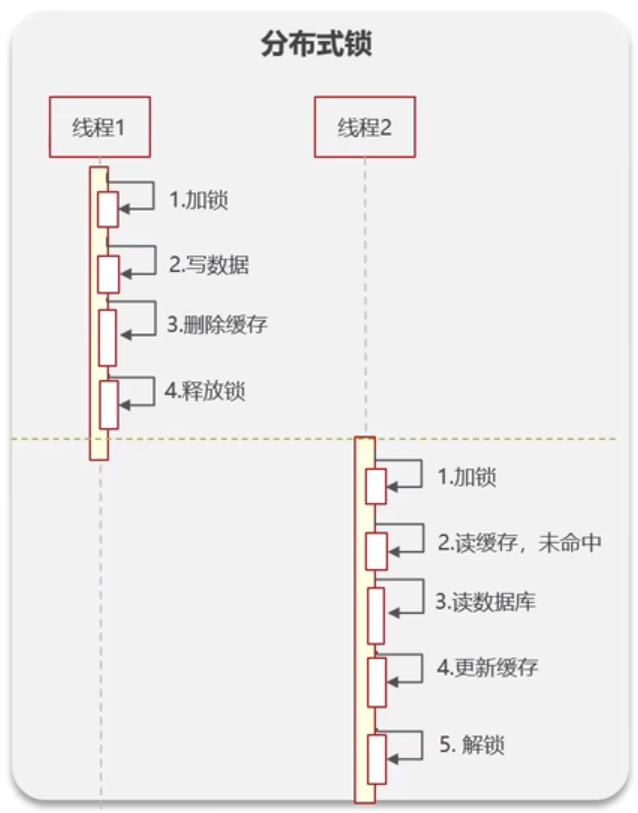 分布式锁
线程1
线程2
1.加锁
2.写数据
3.删除缓存
4.释放锁
1.加锁
2.读缓存，未命中
3.读数据库
4.更新缓存
5. 解锁